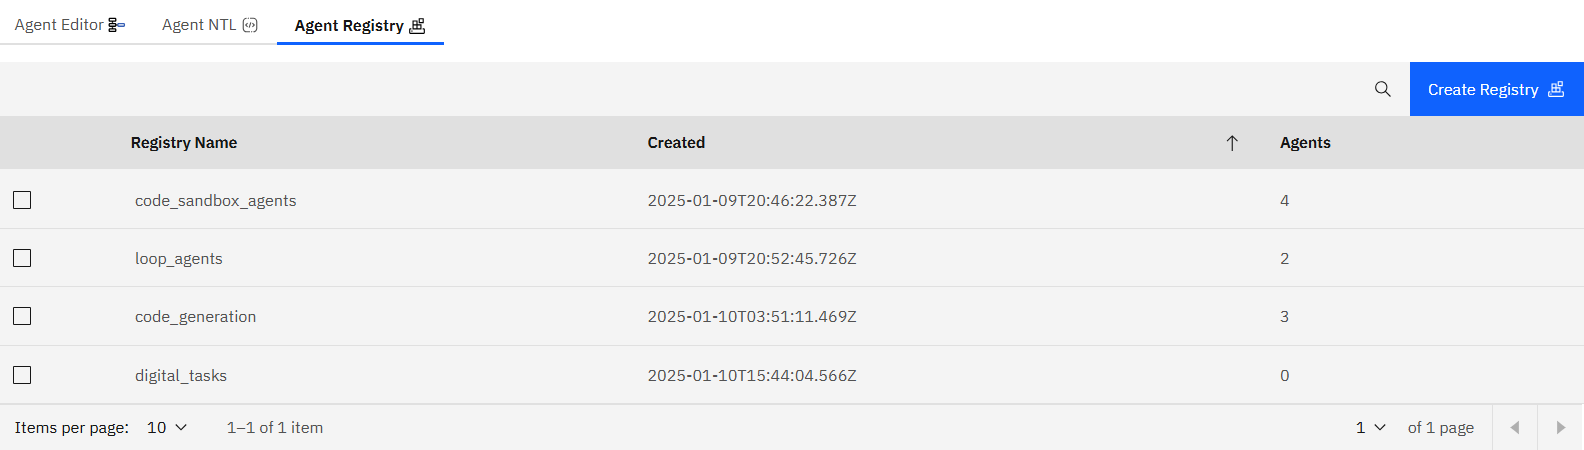 Agent Editor Agent NTL Agent Registry
Create Registry
Registry Name Created Agents
code_sandbox_agents 2025-01-09T20:46:22.387Z 4
loop_agents 2025-01-09T20:52:45.726Z 2
code_generation 2025-01-10T03:51:11.469Z 3
digital_tasks 2025-01-10T15:44:04.566Z 0
Items per page: 10 1–1 of 1 item 1 of 1 page